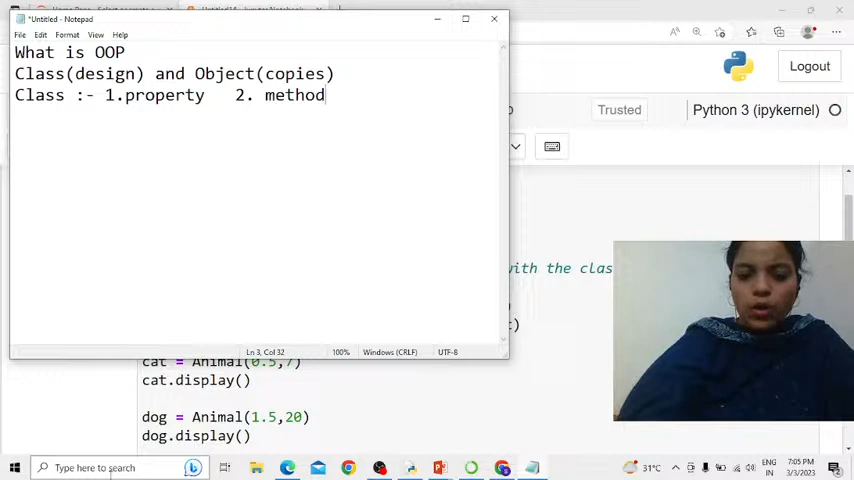 *Untitled - Notepad
File Edit Format View Help
What is OOP
Class(design) and Object(copies)
Class :- 1.property 2. method
Ln 3, Col 32 100% Windows (CRLF) UTF-8
Logout
Trusted Python 3 (ipykernel)
with the clas
cat = Animal(0.5,7)
cat.display()
dog = Animal(1.5,20)
dog.display()
Type here to search
31°C
ENG
IN
7:05 PM
3/3/2023